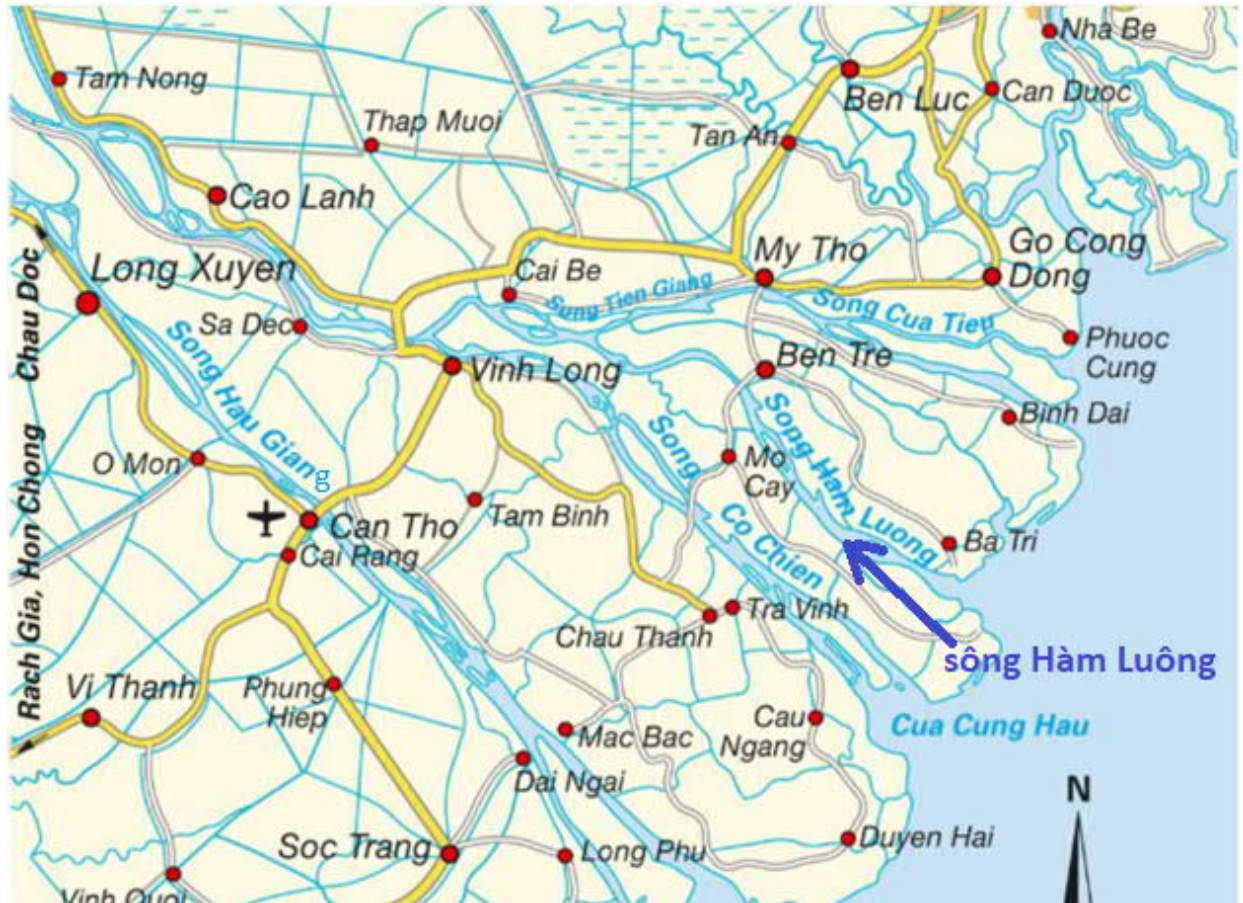 Nha Be
Tam Nong
Ben Luc
Can Duoc
Thap Muoi
Tan An
Cao Lanh
My Tho
Go Cong
Dong
Long Xuyen
Cai Be
Sung Tien Giang
Song Cua Tieu
Sa Dec
Phuoc
Cung
Vinh Long
Ben Tre
Binh Dai
Song Hau Giang
Song
Co Chien
Song Ham Luong
O Mon
Mo
Cay
Can Tho
Tam Binh
Cai Rang
Ba Tri
Rach Gia, Hon Chong Chau Doc
Tra Vinh
Chau Thanh
sông Hàm Luông
Vi Thanh
Phung
Hiep
Cau
Ngang
Cua Cung Hau
Mac Bac
Dai Ngai
N
Soc Trang
Long Phu
Duyen Hai
Vinh Quoi